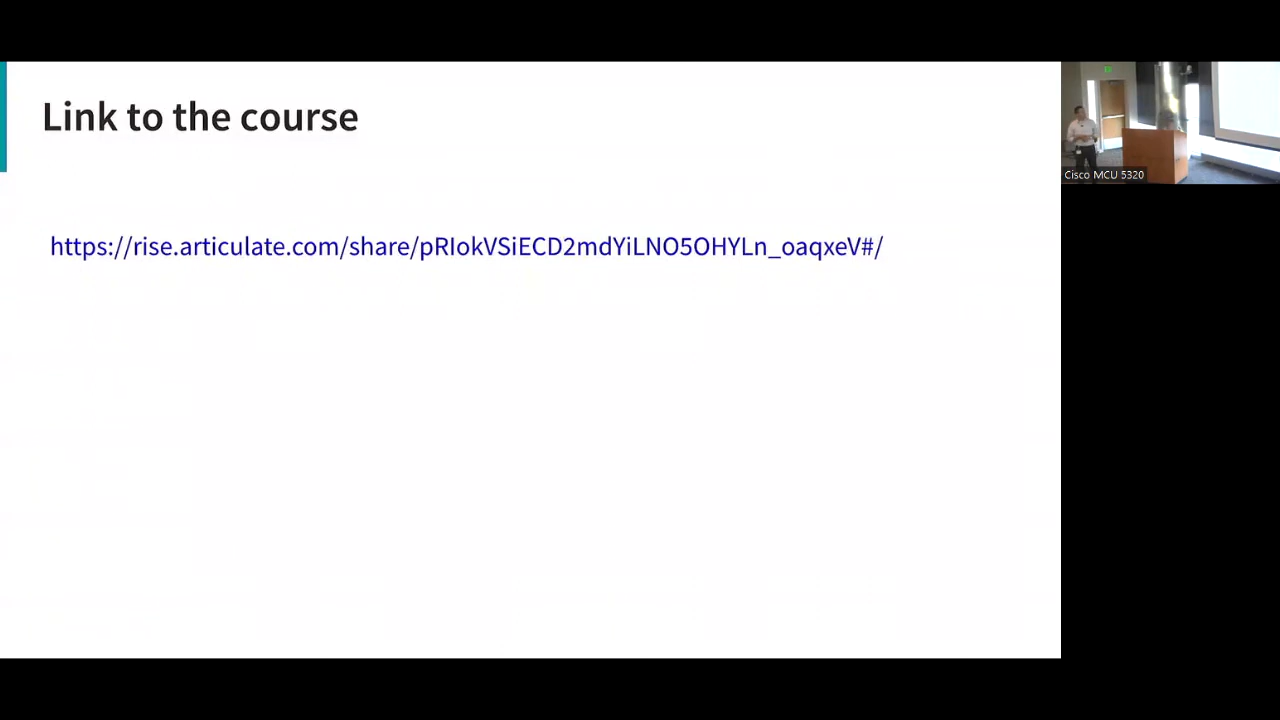 Link to the course
https://rise.articulate.com/share/pRIokVSiECD2mdYiLNO5OHYLn_oaqxeV#/
Cisco MCU 5320